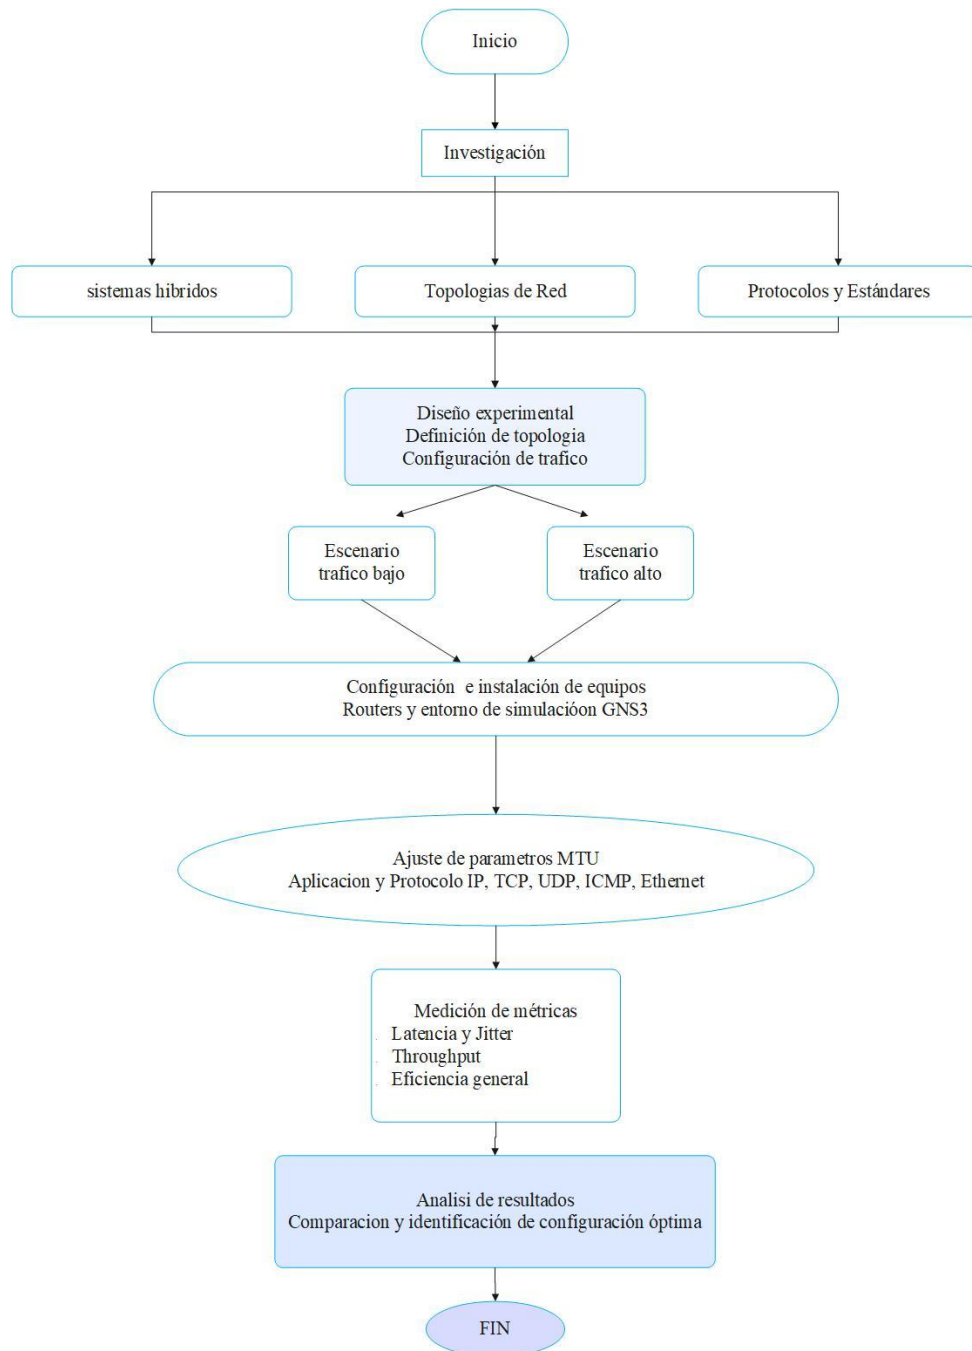 Inicio
Investigación
sistemas hibridos
Topologias de Red
Protocolos y Estándares
Diseño experimental
Definición de topologia
Configuración de trafico
Escenario
trafico bajo
Escenario
trafico alto
Configuración e instalación de equipos
Routers y entorno de simulacióon GNS3
Ajuste de parametros MTU
Aplicacion y Protocolo IP, TCP, UDP, ICMP, Ethernet
Medición de métricas
. Latencia y Jitter
. Throughput
. Eficiencia general
Analisi de resultados
Comparacion y identificación de configuración óptima
FIN